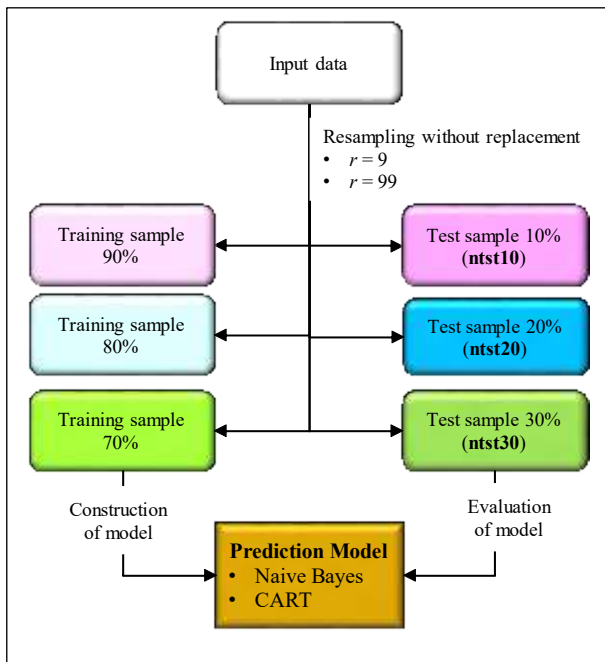 Input data
Resampling without replacement
• r = 9
• r = 99
Training sample
90%
Test sample 10%
(ntst10)
Training sample
80%
Test sample 20%
(ntst20)
Training sample
70%
Test sample 30%
(ntst30)
Construction
of model
Evaluation
of model
Prediction Model
• Naive Bayes
• CART